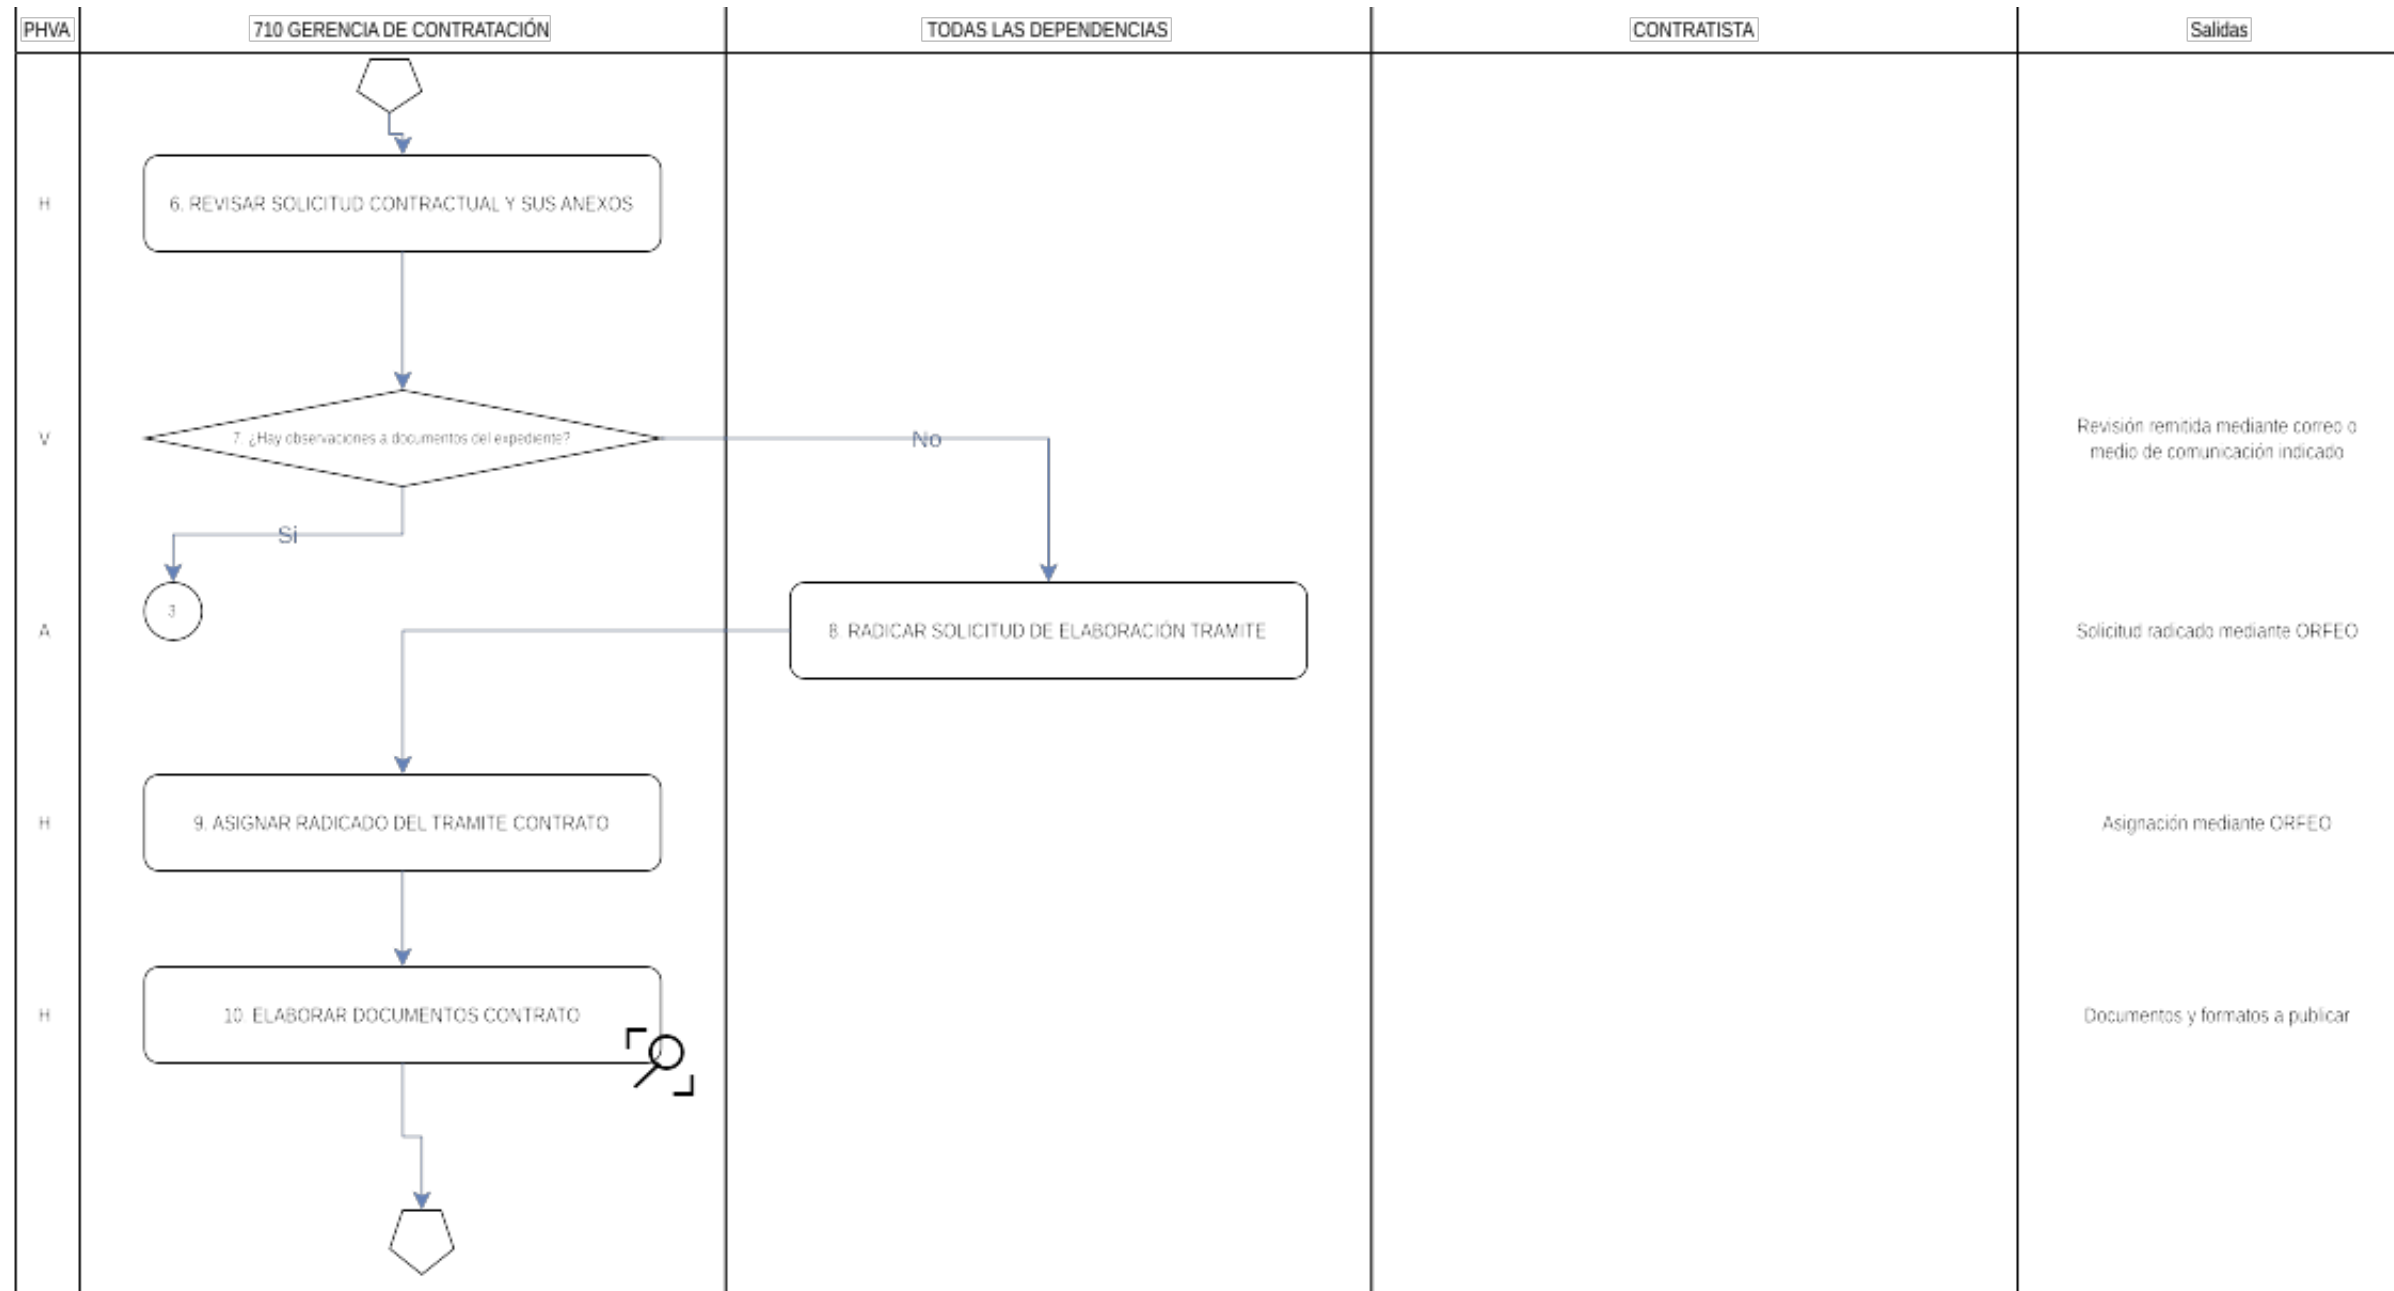 PHVA
710 GERENCIA DE CONTRATACIÓN
TODAS LAS DEPENDENCIAS
CONTRATISTA
Salidas
H
6. REVISAR SOLICITUD CONTRACTUAL Y SUS ANEXOS
V
7. ¿Hay observaciones a documentos del expediente?
No
Revisión remitida mediante correo o
medio de comunicación indicado
Si
3
A
8. RADICAR SOLICITUD DE ELABORACIÓN TRAMITE
Solicitud radicado mediante ORFEO
H
9. ASIGNAR RADICADO DEL TRAMITE CONTRATO
Asignación mediante ORFEO
H
10. ELABORAR DOCUMENTOS CONTRATO
Documentos y formatos a publicar